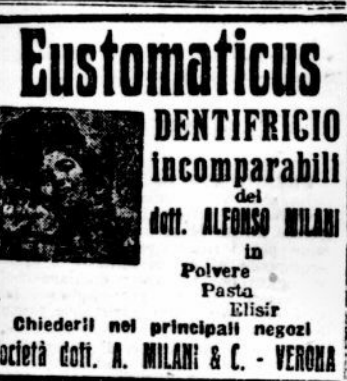 Eustomaticus
DENTIFRICIO
incomparabili
del
dott. ALFONSO MILANI
in
Polvere
Pasta
Elisir
Chiederli nei principali negozi
ocietà dott. A. MILANI & C. - VERONA